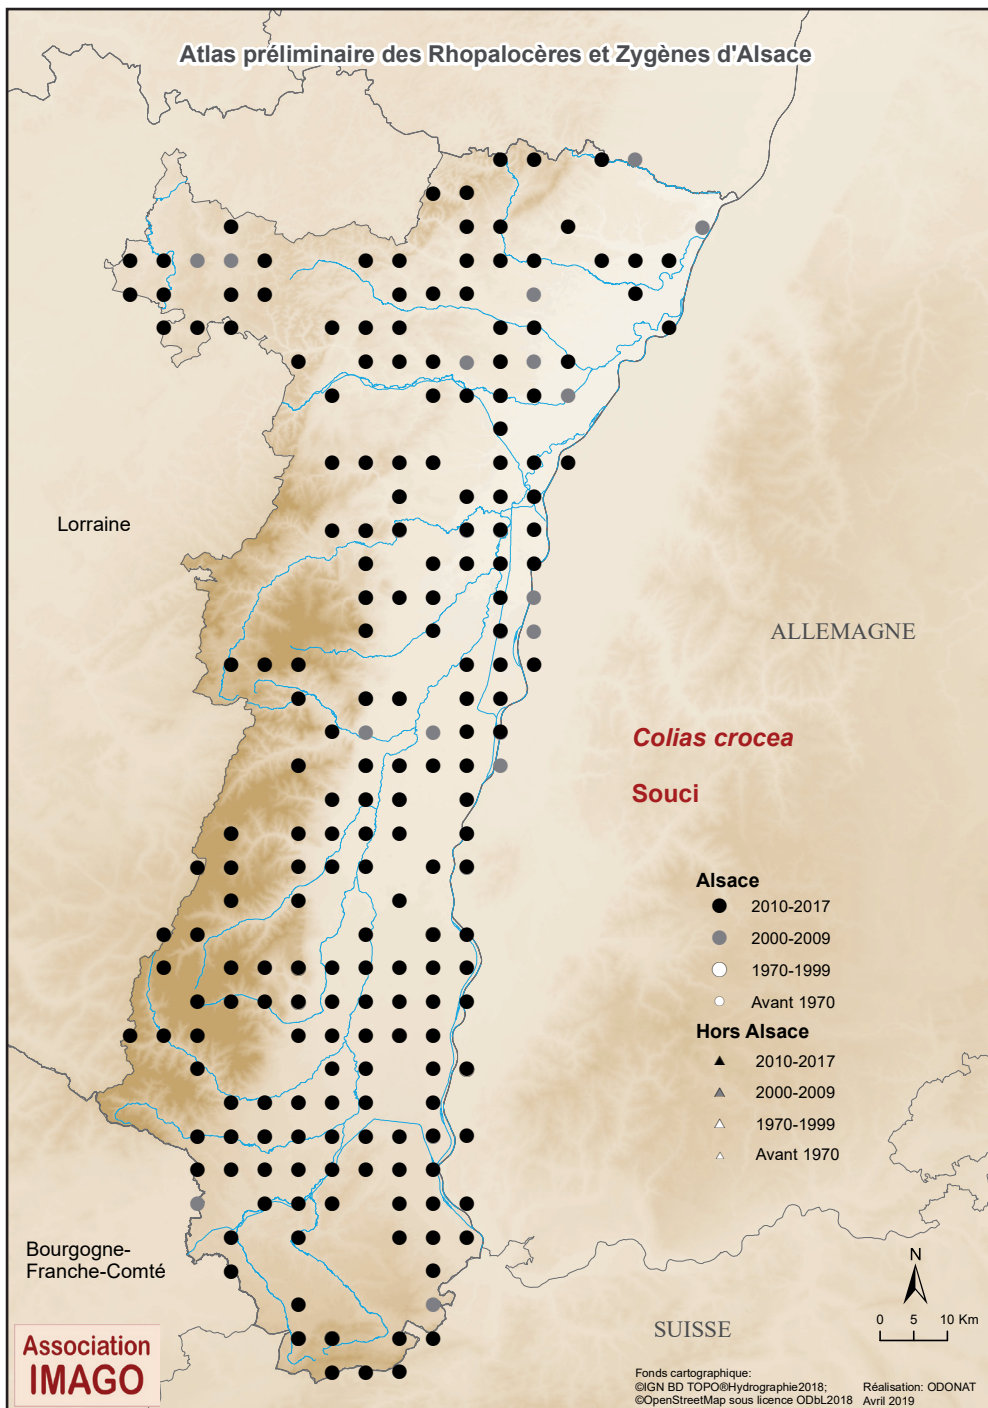 Atlas préliminaire des Rhopalocères et Zygènes d'Alsace
Lorraine
ALLEMAGNE
Colias crocea
Souci
Alsace
2010-2017
2000-2009
1970-1999
Avant 1970
Hors Alsace
2010-2017
2000-2009
1970-1999
Avant 1970
Bourgogne-
Franche-Comté
N
0 5 10 Km
SUISSE
Association
IMAGO
Fonds cartographique:
©IGN BD TOPO®Hydrographie2018;
©OpenStreetMap sous licence ODbL2018
Réalisation: ODONAT
Avril 2019